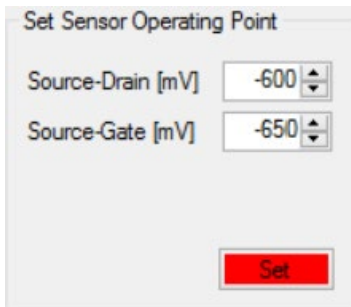 Set Sensor Operating Point
Source-Drain [mV] -600
Source-Gate [mV] -650
Set